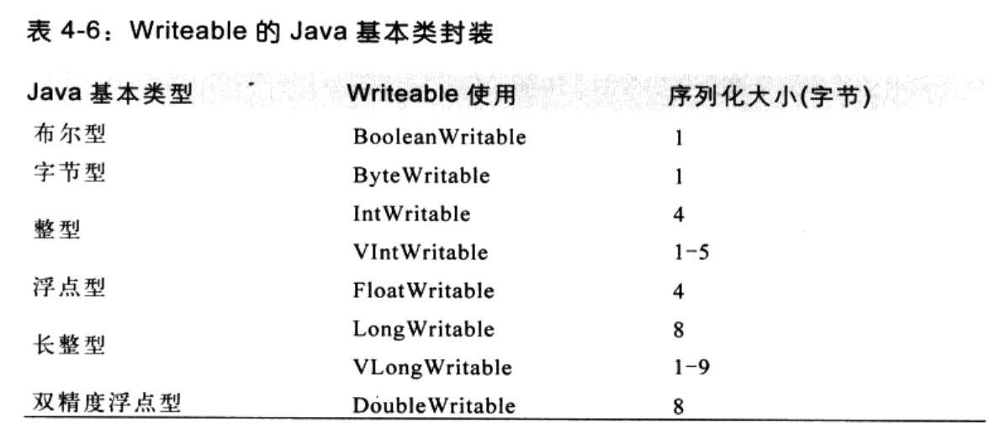 表 4-6：Writeable 的 Java 基本类封装
Java 基本类型 Writeable 使用 序列化大小(字节)
布尔型 BooleanWritable 1
字节型 ByteWritable 1
整型 IntWritable 4
VIntWritable 1-5
浮点型 FloatWritable 4
长整型 LongWritable 8
VLongWritable 1-9
双精度浮点型 DoubleWritable 8